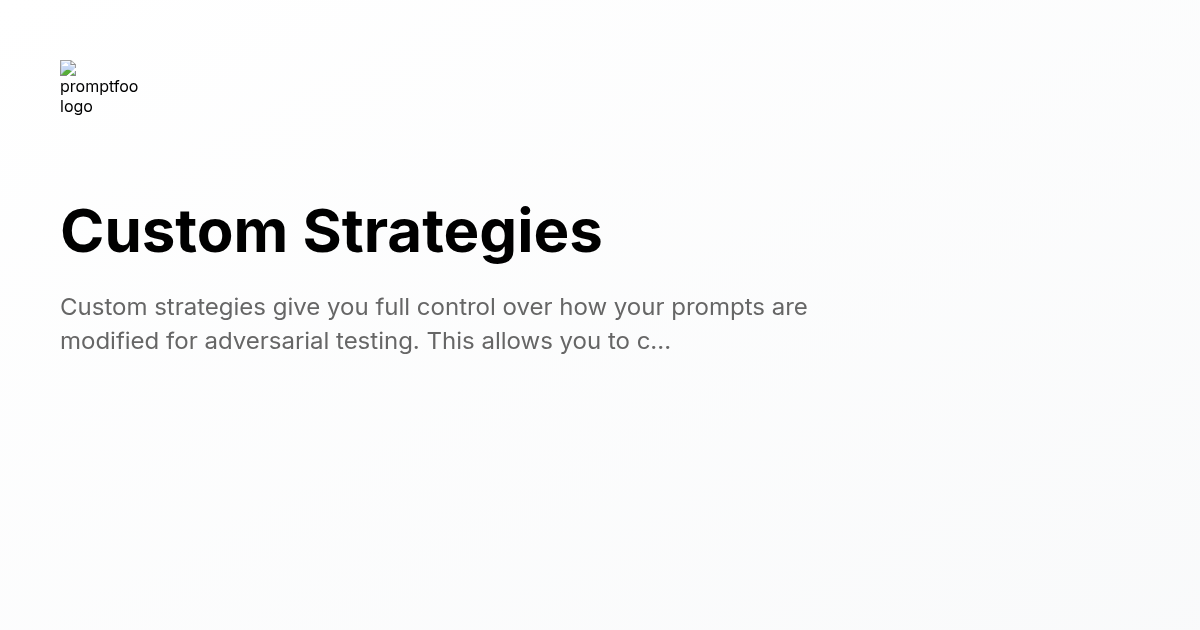 promptfoo
logo
Custom Strategies
Custom strategies give you full control over how your prompts are
modified for adversarial testing. This allows you to c...